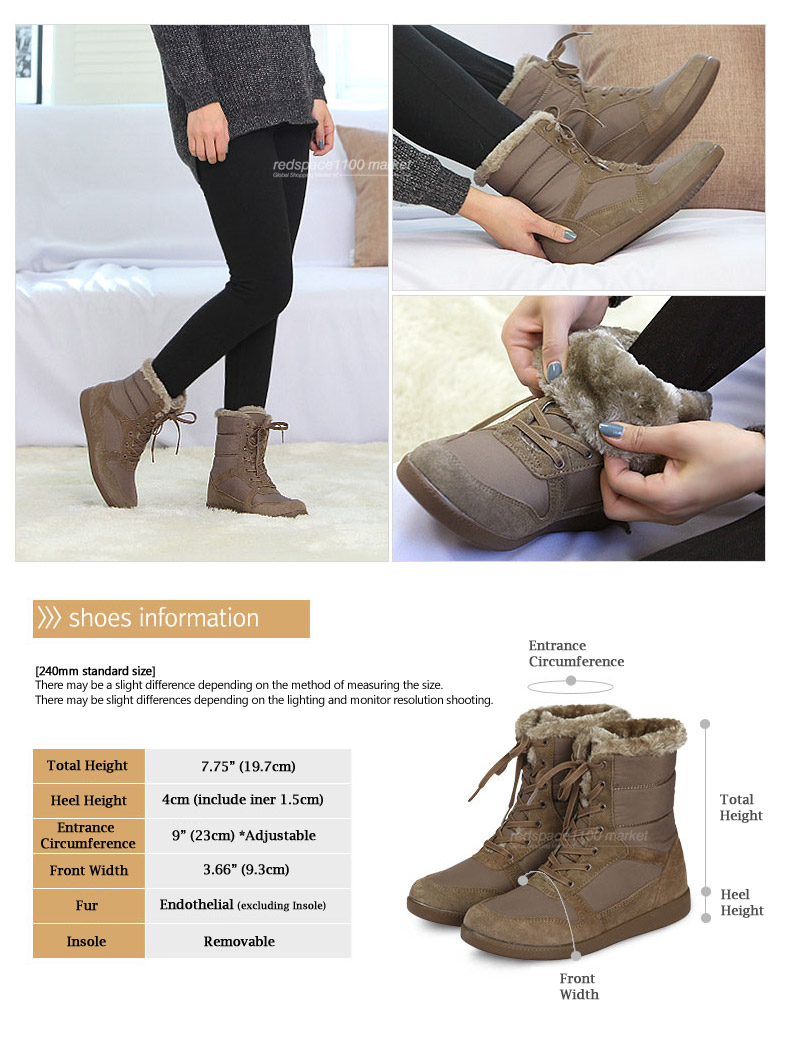 redspace1100 market
shoes information
[240mm standard size]
There may be a slight difference depending on the method of measuring the size.
There may be slight differences depending on the lighting and monitor resolution shooting.
Total Height 7.75” (19.7cm)
Heel Height 4cm (include iner 1.5cm)
Entrance
Circumference 9” (23cm) *Adjustable
Front Width 3.66” (9.3cm)
Fur Endothelial (excluding Insole)
Insole Removable
Entrance
Circumference
redspace1100 market
Total
Height
Heel
Height
Front
Width